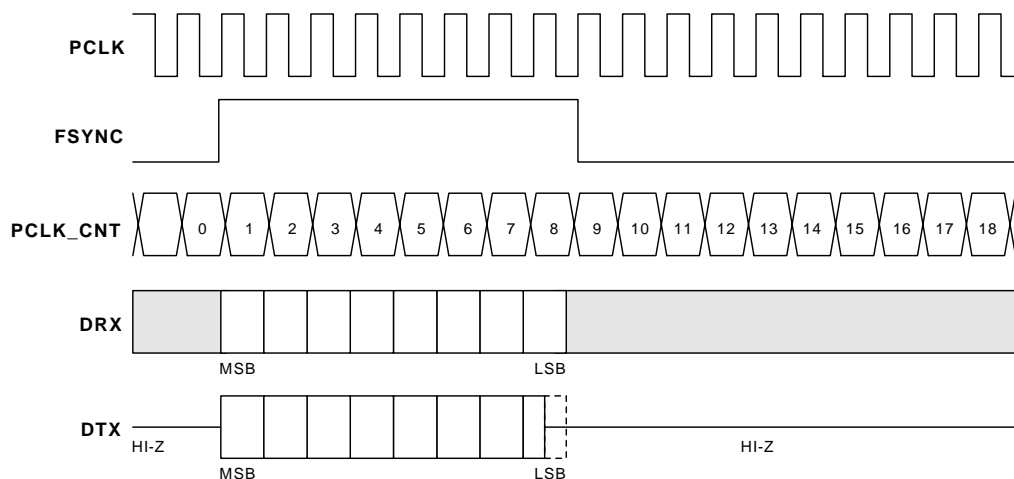 PCLK
FSYNC
PCLK_CNT 0 1 2 3 4 5 6 7 8 9 10 11 12 13 14 15 16 17 18
DRX
MSB LSB
DTX
HI-Z HI-Z
MSB LSB